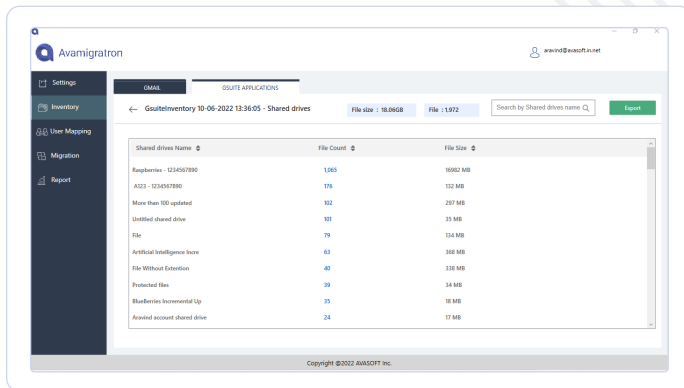 Avamigratron
aravind@avasoft.in.net
Settings
Inventory
User Mapping
Migration
Report
GMAIL GSUITE APPLICATIONS
GsuiteInventory 10-06-2022 13:36:05 - Shared drives File size : 18.06GB File : 1,972 Search by Shared drives name Export
Shared drives Name File Count File Size
Raspberries - 1234567890 1,065 16982 MB
A123 - 1234567890 176 132 MB
More than 100 updated 102 297 MB
Untitled shared drive 101 35 MB
File 79 134 MB
Artificial Intelligence Incre 63 368 MB
File Without Extention 40 338 MB
Protected files 39 34 MB
BlueBerries Incremental Up 35 18 MB
Aravind account shared drive 24 17 MB
Copyright @2022 AVASOFT Inc.